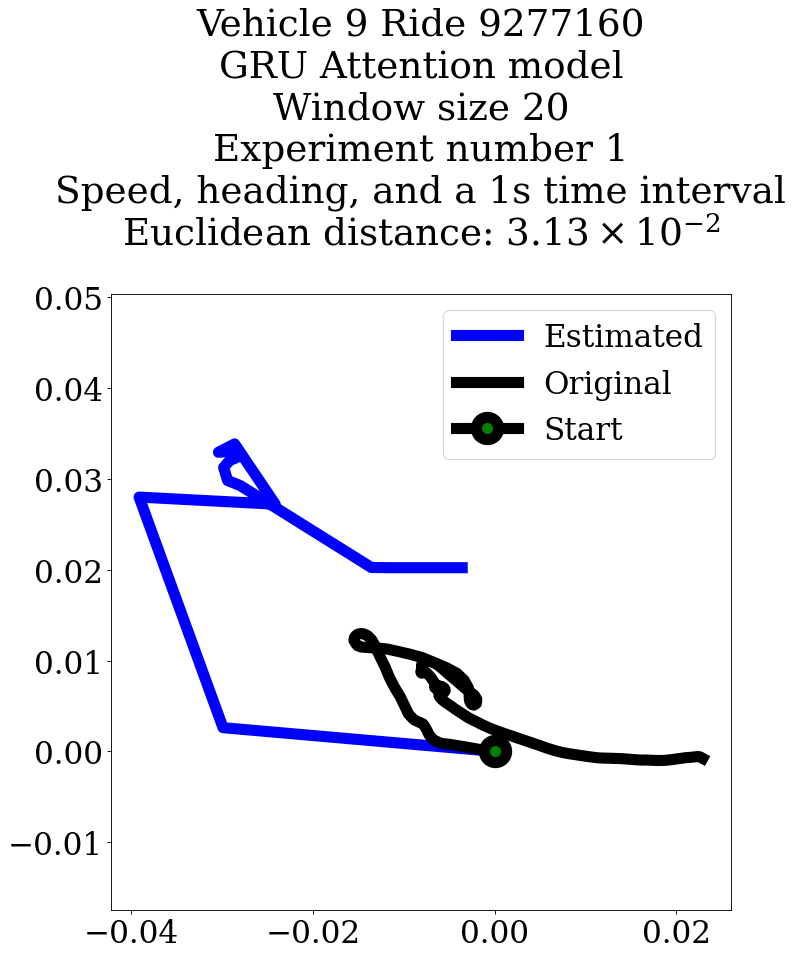 Vehicle 9 Ride 9277160
GRU Attention model
Window size 20
Experiment number 1
Speed, heading, and a 1s time interval
Euclidean distance: 3.13 × 10⁻²
Estimated
Original
Start
0.05
0.04
0.03
0.02
0.01
0.00
−0.01
−0.04
−0.02
0.00
0.02